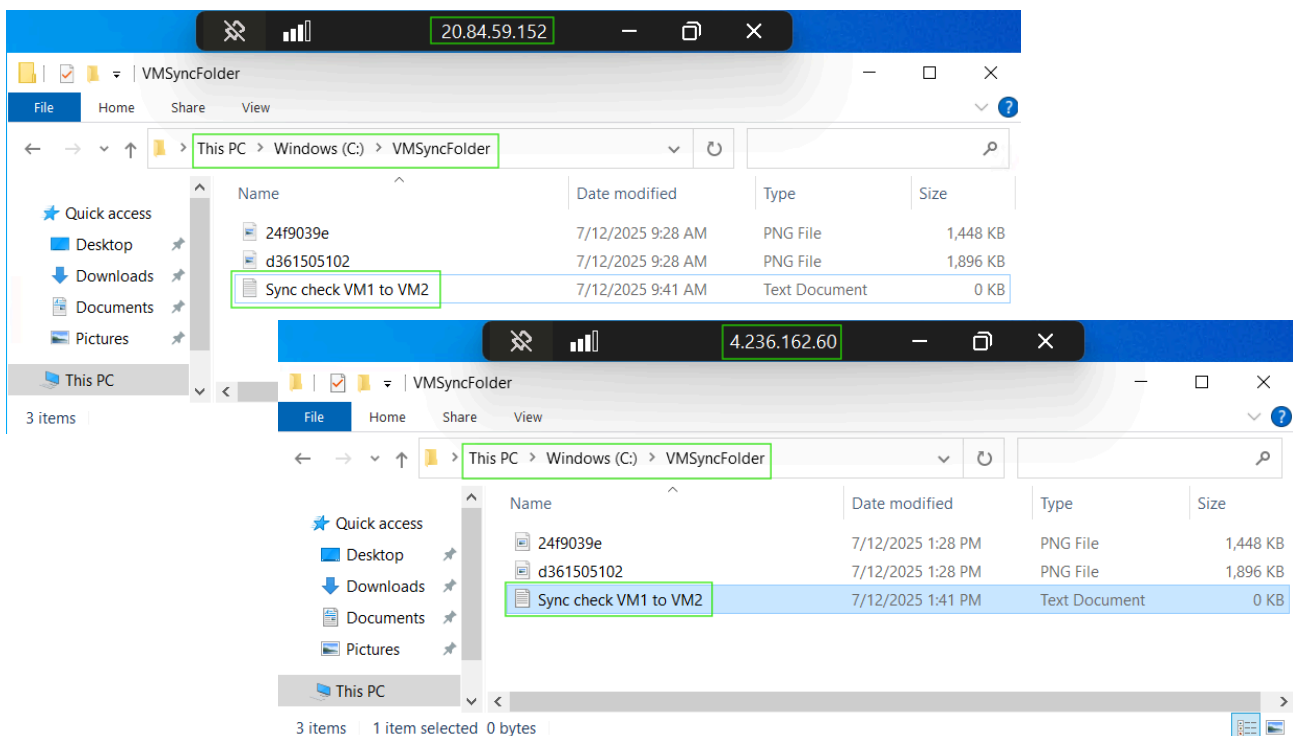 20.84.59.152
VMSyncFolder
File Home Share View
This PC > Windows (C:) > VMSyncFolder
Name Date modified Type Size
Quick access
24f9039e 7/12/2025 9:28 AM PNG File 1,448 KB
Desktop
d361505102 7/12/2025 9:28 AM PNG File 1,896 KB
Downloads
Sync check VM1 to VM2 7/12/2025 9:41 AM Text Document 0 KB
Documents
Pictures
This PC
3 items
4.236.162.60
VMSyncFolder
File Home Share View
This PC > Windows (C:) > VMSyncFolder
Name Date modified Type Size
Quick access
24f9039e 7/12/2025 1:28 PM PNG File 1,448 KB
Desktop
d361505102 7/12/2025 1:28 PM PNG File 1,896 KB
Downloads
Sync check VM1 to VM2 7/12/2025 1:41 PM Text Document 0 KB
Documents
Pictures
This PC
3 items 1 item selected 0 bytes